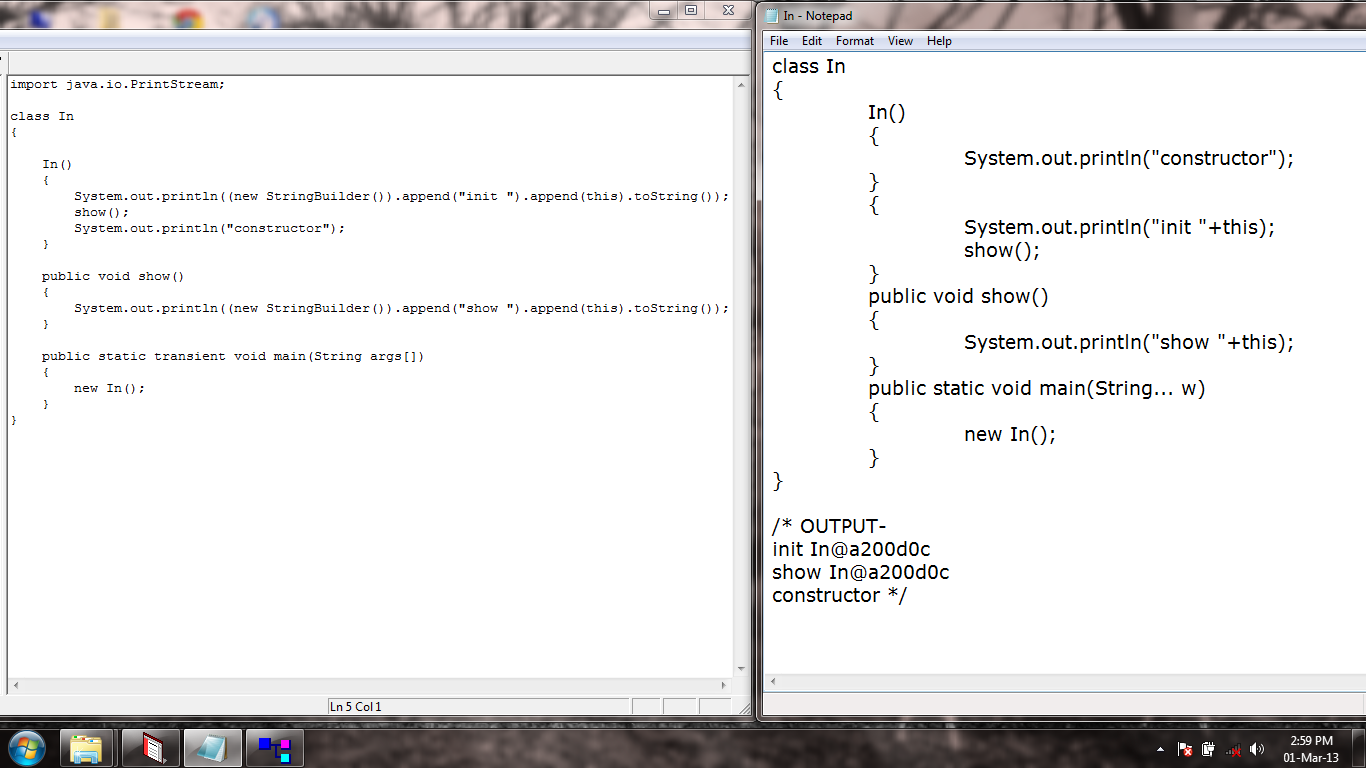 import java.io.PrintStream;
class In
{
In()
{
System.out.println((new StringBuilder()).append("init ").append(this).toString());
show();
System.out.println("constructor");
}
public void show()
{
System.out.println((new StringBuilder()).append("show ").append(this).toString());
}
public static transient void main(String args[])
{
new In();
}
}
Ln 5 Col 1
In - Notepad
File Edit Format View Help
class In
{
In()
{
System.out.println("constructor");
}
{
System.out.println("init "+this);
show();
}
public void show()
{
System.out.println("show "+this);
}
public static void main(String... w)
{
new In();
}
}
/* OUTPUT-
init In@a200d0c
show In@a200d0c
constructor */
2:59 PM
01-Mar-13